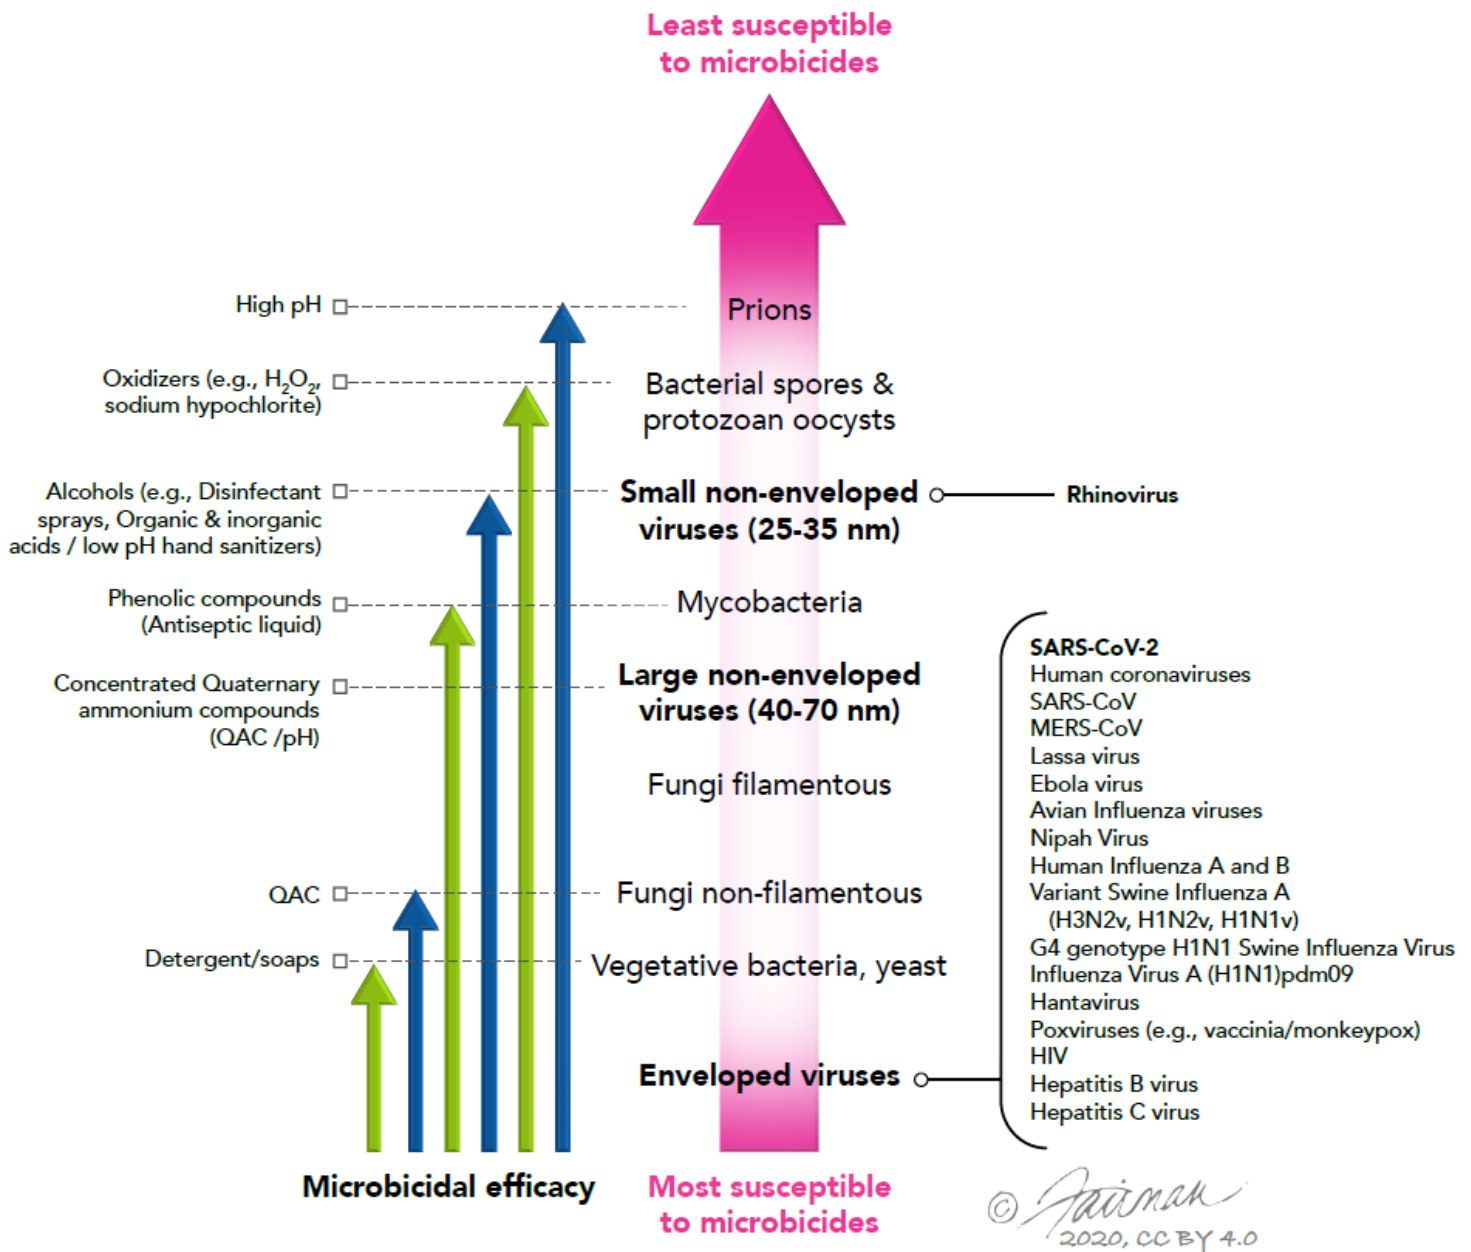 Least susceptible
to microbicides
High pH
Prions
Oxidizers (e.g., H₂O₂,
sodium hypochlorite)
Bacterial spores &
protozoan oocysts
Alcohols (e.g., Disinfectant
sprays, Organic & inorganic
acids / low pH hand sanitizers)
Small non-enveloped
viruses (25-35 nm)
Rhinovirus
Phenolic compounds
(Antiseptic liquid)
Mycobacteria
Concentrated Quaternary
ammonium compounds
(QAC /pH)
Large non-enveloped
viruses (40-70 nm)
Fungi filamentous
QAC
Fungi non-filamentous
Detergent/soaps
Vegetative bacteria, yeast
Enveloped viruses
SARS-CoV-2
Human coronaviruses
SARS-CoV
MERS-CoV
Lassa virus
Ebola virus
Avian Influenza viruses
Nipah Virus
Human Influenza A and B
Variant Swine Influenza A
(H3N2v, H1N2v, H1N1v)
G4 genotype H1N1 Swine Influenza Virus
Influenza Virus A (H1N1)pdm09
Hantavirus
Poxviruses (e.g., vaccinia/monkeypox)
HIV
Hepatitis B virus
Hepatitis C virus
Microbicidal efficacy
Most susceptible
to microbicides
© Fairman
2020, CC BY 4.0